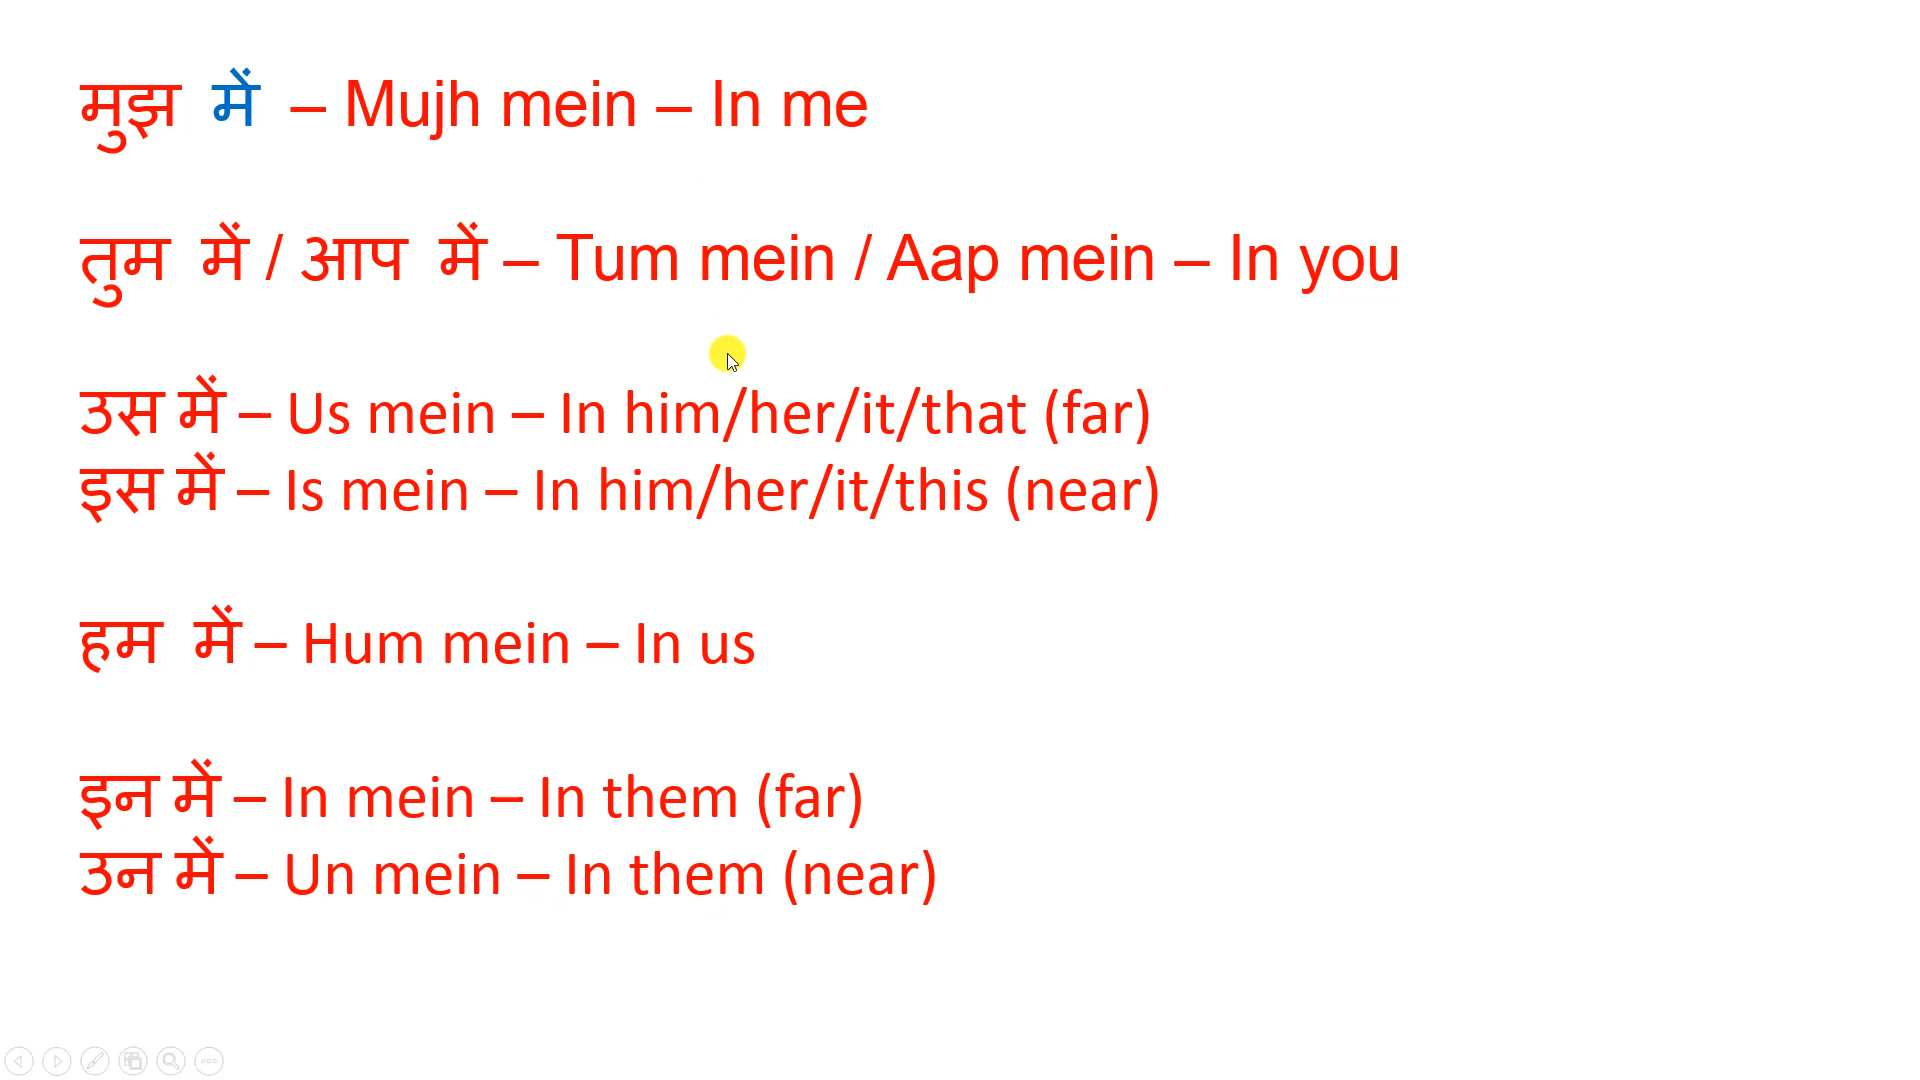 मुझ में – Mujh mein – In me
तुम में / आप में – Tum mein / Aap mein – In you
उस में – Us mein – In him/her/it/that (far)
इस में – Is mein – In him/her/it/this (near)
हम में – Hum mein – In us
इन में – In mein – In them (far)
उन में – Un mein – In them (near)